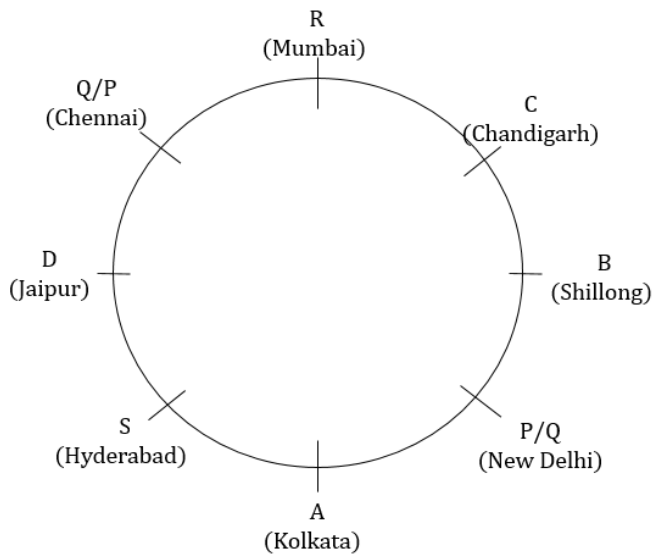 R
(Mumbai)
Q/P
(Chennai)
C
(Chandigarh)
D
(Jaipur)
B
(Shillong)
S
(Hyderabad)
P/Q
(New Delhi)
A
(Kolkata)